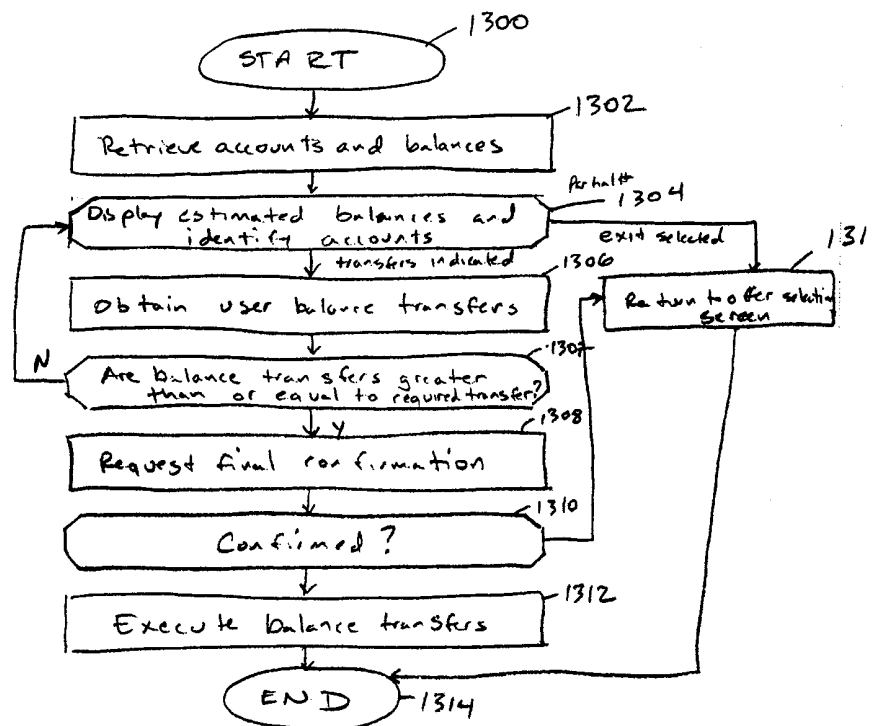 1300
START
1302
Retrieve accounts and balances
1304
Display estimated balances and
identify accounts
exit selected
transfers indicated
1306
131
Obtain user balance transfers
Return to offer selection
screen
N
1307
Are balance transfers greater
than or equal to required transfer?
Y
1308
Request final confirmation
1310
Confirmed?
1312
Execute balance transfers
END
1314